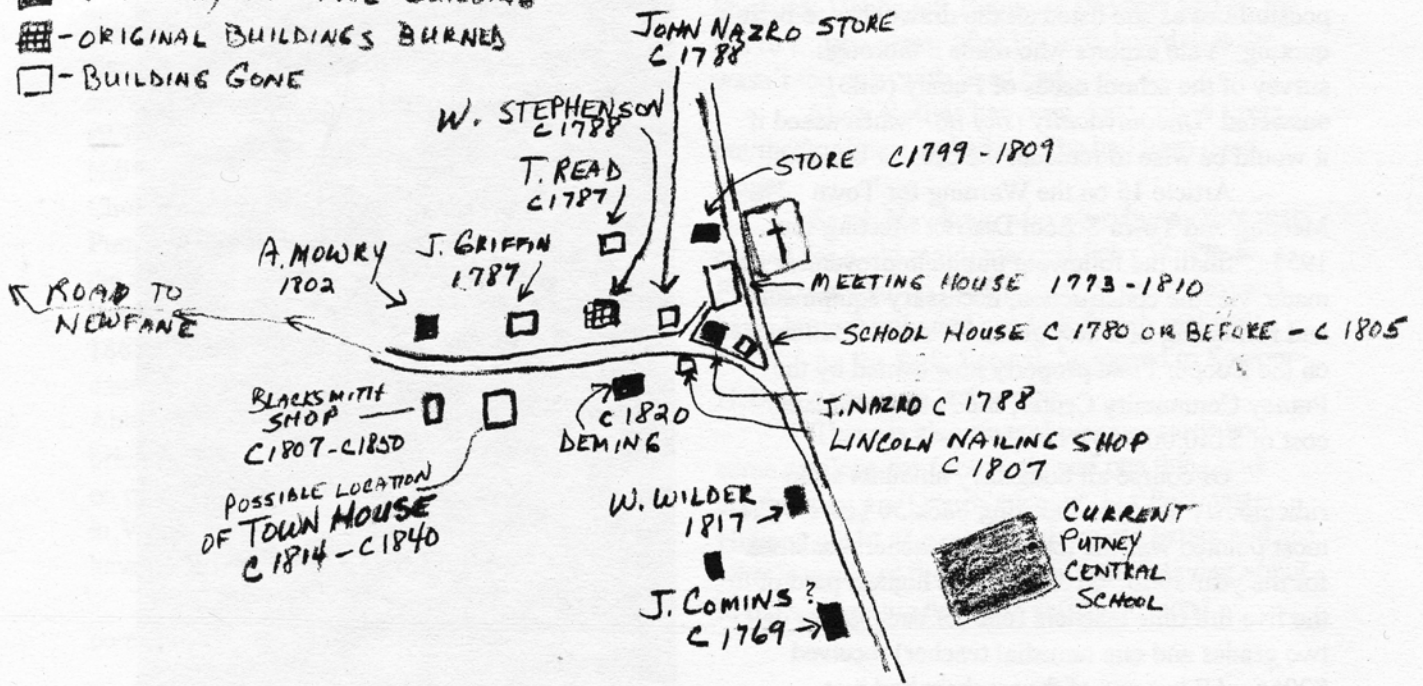 - ORIGINAL BUILDINGS BURNED
- BUILDING GONE
JOHN NAZRO STORE
C 1788
W. STEPHENSON
C 1788
T. READ
C 1787
STORE C1799-1809
A. MOWRY
1802
J. GRIFFIN
1787
ROAD TO
NEWFANE
MEETING HOUSE 1773-1810
SCHOOL HOUSE C 1780 OR BEFORE - C 1805
BLACKSMITH
SHOP
C1807-C1850
C 1820
DEMING
J. NAZRO C 1788
LINCOLN NAILING SHOP
C 1807
POSSIBLE LOCATION
OF TOWN HOUSE
C 1814-C1840
W. WILDER
1817
CURRENT
PUTNEY
CENTRAL
SCHOOL
J. COMINS ?
C 1769